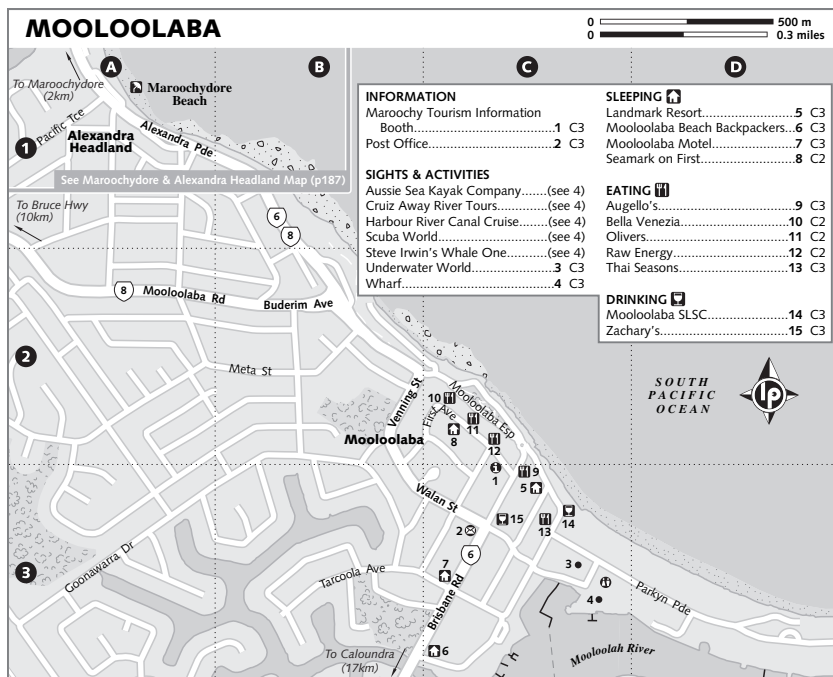 MOOLOOLABA
0 500 m
0 0.3 miles
A
B
C
D
1
2
3
To Maroochydore
(2km)
Maroochydore
Beach
Pacific Tce
Alexandra
Headland
Alexandra Pde
See Maroochydore & Alexandra Headland Map (p187)
To Bruce Hwy
(10km)
INFORMATION
Maroochy Tourism Information
Booth 1 C3
Post Office 2 C3
SIGHTS & ACTIVITIES
Aussie Sea Kayak Company (see 4)
Cruiz Away River Tours (see 4)
Harbour River Canal Cruise (see 4)
Scuba World (see 4)
Steve Irwin's Whale One (see 4)
Underwater World 3 C3
Wharf 4 C3
SLEEPING
Landmark Resort 5 C3
Mooloolaba Beach Backpackers 6 C3
Mooloolaba Motel 7 C3
Seamark on First 8 C2
EATING
Augello's 9 C3
Bella Venezia 10 C2
Olivers 11 C2
Raw Energy 12 C2
Thai Seasons 13 C3
DRINKING
Mooloolaba SLSC 14 C3
Zachary's 15 C3
6
8
8
Mooloolaba Rd
Buderim Ave
Meta St
Venning St
Mooloolaba Esp
First Ave
10
11
8
12
Mooloolaba
SOUTH
PACIFIC
OCEAN
lp
9
1
5
Walan St
15
13
14
2
6
7
3
4
Goonawarra Dr
Tarcoola Ave
Brisbane Rd
Parkyn Pde
To Caloundra
(17km)
6
Mooloolah River